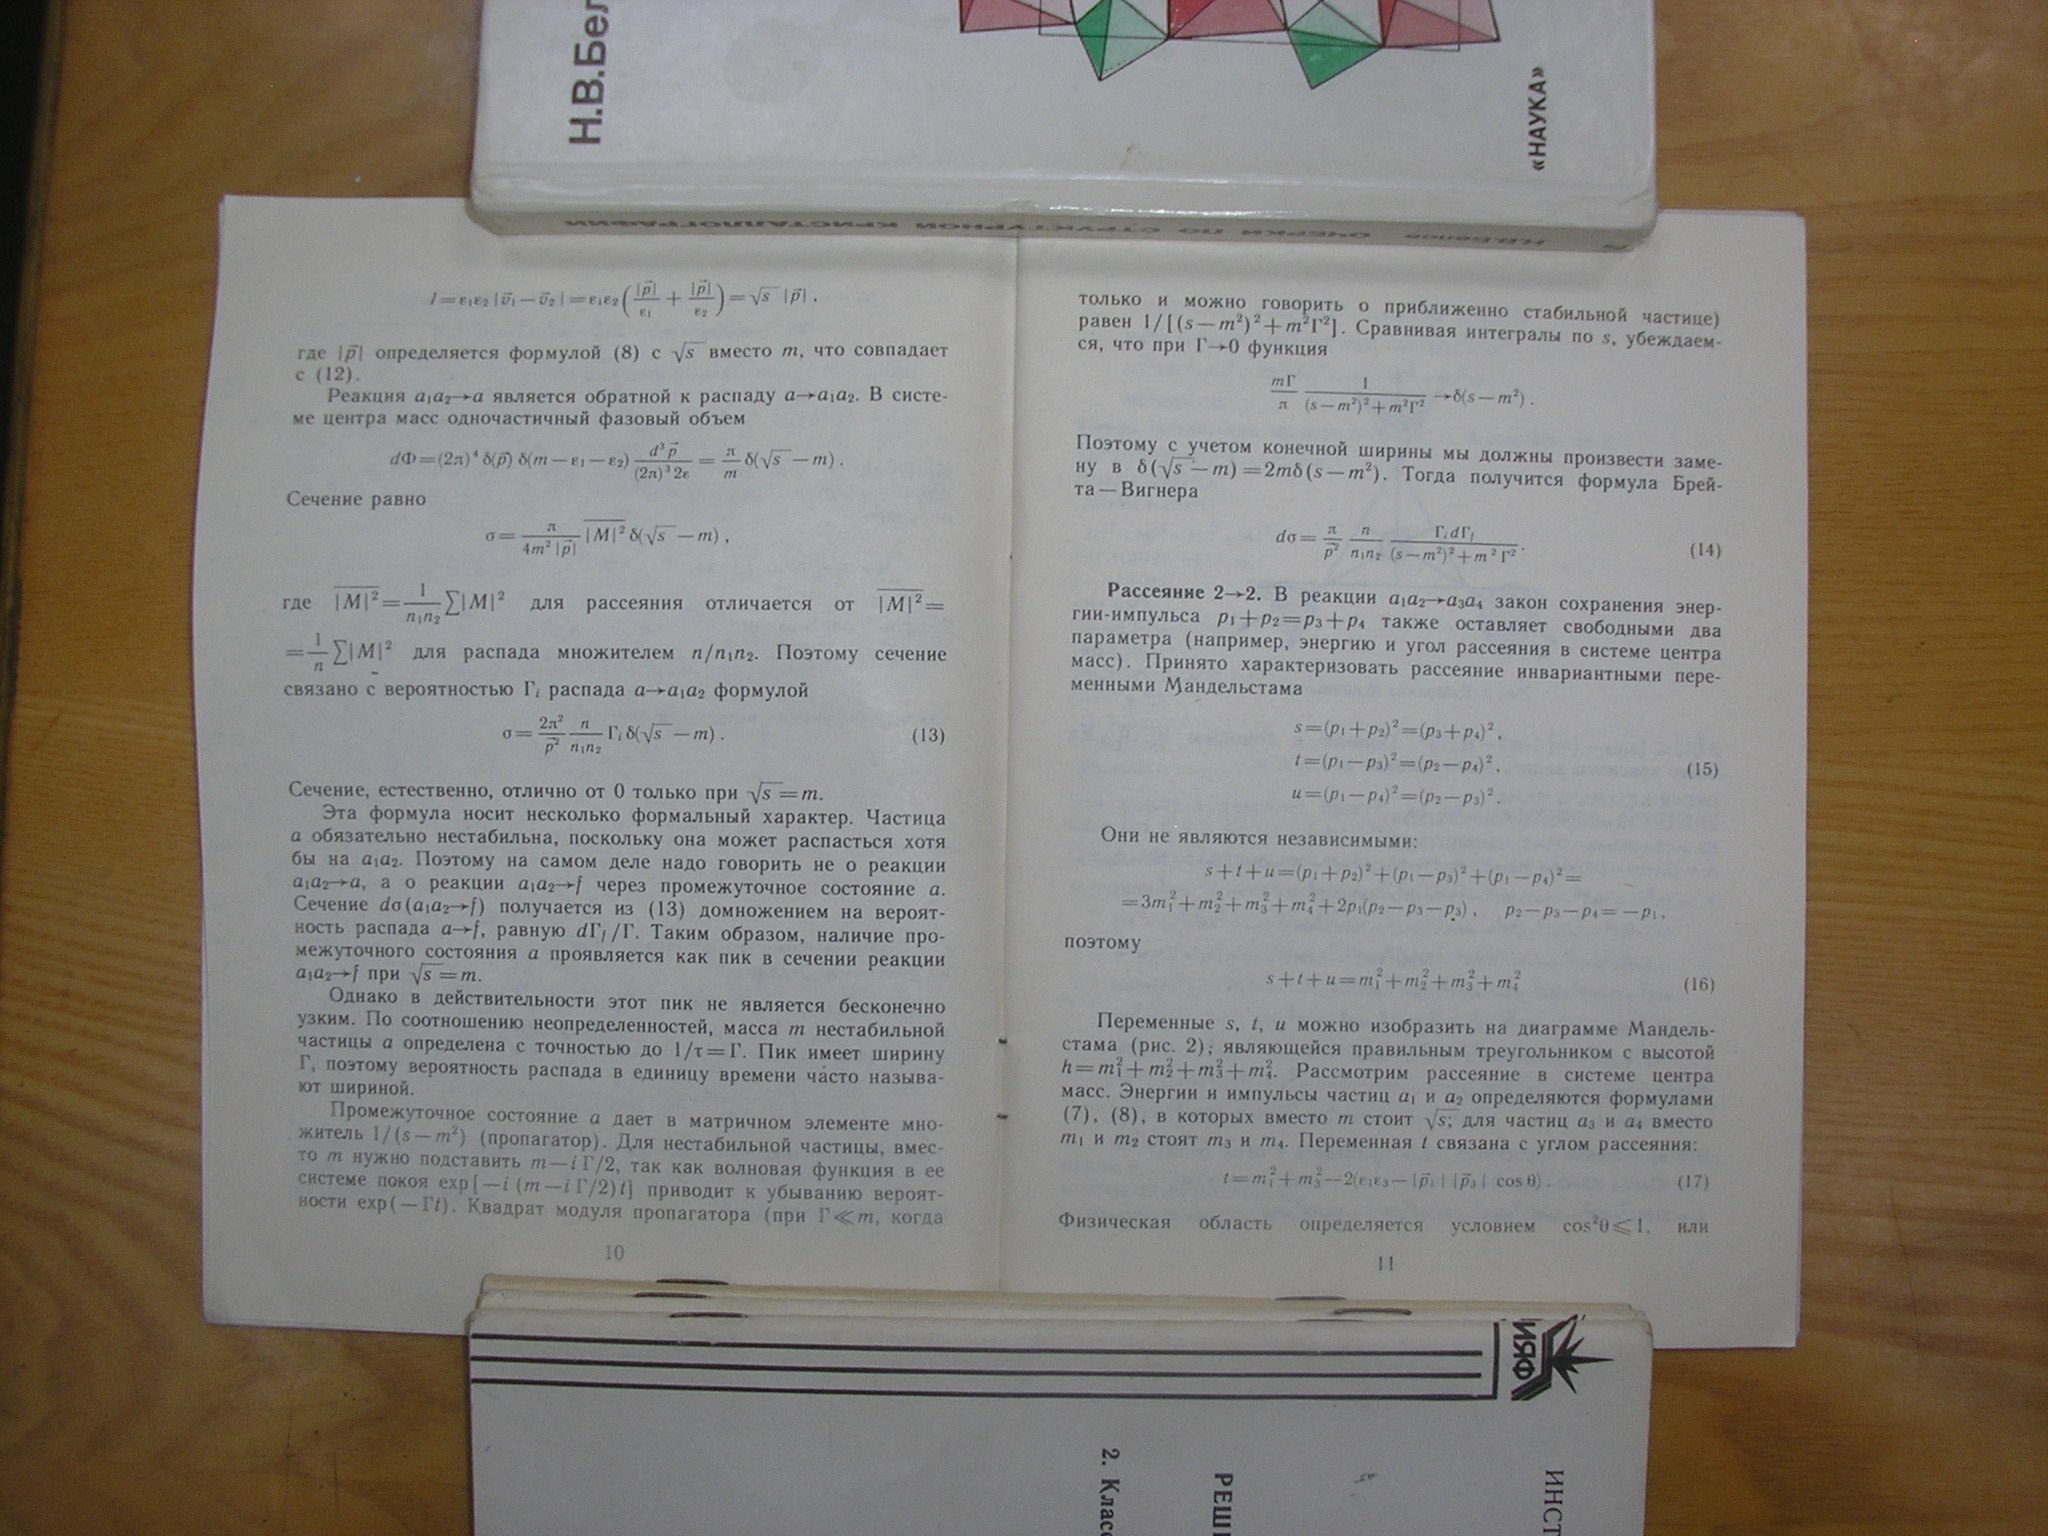 Н.В.Бел
«НАУКА»
Н.В.Белов ОЧЕРКИ ПО СТРУКТУРНОЙ КРИСТАЛЛОГРАФИИ
I=ε₁ε₂|v⃗₁−v⃗₂|=ε₁ε₂(|p⃗|/ε₁ + |p⃗|/ε₂)=√s |p⃗| ,
где |p⃗| определяется формулой (8) с √s вместо m, что совпадает
с (12).
Реакция a₁a₂→a является обратной к распаду a→a₁a₂. В систе-
ме центра масс одночастичный фазовый объем
dΦ=(2π)⁴ δ(p⃗) δ(m−ε₁−ε₂) d³p⃗/((2π)³2ε) = π/m δ(√s−m) .
Сечение равно
σ= π/(4m²|p⃗|) \overline{|M|²} δ(√s−m) ,
где \overline{|M|²}=1/(n₁n₂) ∑|M|² для рассеяния отличается от \overline{|M|²}=
=1/n ∑|M|² для распада множителем n/n₁n₂. Поэтому сечение
связано с вероятностью Γᵢ распада a→a₁a₂ формулой
σ= 2π²/p⃗² n/(n₁n₂) Γᵢ δ(√s−m) . (13)
Сечение, естественно, отлично от 0 только при √s=m.
Эта формула носит несколько формальный характер. Частица
a обязательно нестабильна, поскольку она может распасться хотя
бы на a₁a₂. Поэтому на самом деле надо говорить не о реакции
a₁a₂→a, а о реакции a₁a₂→f через промежуточное состояние a.
Сечение dσ(a₁a₂→f) получается из (13) домножением на вероят-
ность распада a→f, равную dΓ_f/Γ. Таким образом, наличие про-
межуточного состояния a проявляется как пик в сечении реакции
a₁a₂→f при √s=m.
Однако в действительности этот пик не является бесконечно
узким. По соотношению неопределенностей, масса m нестабильной
частицы a определена с точностью до 1/τ=Γ. Пик имеет ширину
Γ, поэтому вероятность распада в единицу времени часто называ-
ют шириной.
Промежуточное состояние a дает в матричном элементе мно-
житель 1/(s−m²) (пропагатор). Для нестабильной частицы, вмес-
то m нужно подставить m−iΓ/2, так как волновая функция в ее
системе покоя exp[−i(m−iΓ/2)t] приводит к убыванию вероят-
ности exp(−Γt). Квадрат модуля пропагатора (при Γ≪m, когда
10
только и можно говорить о приближенно стабильной частице)
равен 1/[(s−m²)²+m²Γ²]. Сравнивая интегралы по s, убеждаем-
ся, что при Γ→0 функция
mΓ/π 1/((s−m²)²+m²Γ²) →δ(s−m²) .
Поэтому с учетом конечной ширины мы должны произвести заме-
ну в δ(√s−m)=2mδ(s−m²). Тогда получится формула Брей-
та—Вигнера
dσ= π/p⃗² n/(n₁n₂) ΓᵢdΓ_f/((s−m²)²+m²Γ²) . (14)
Рассеяние 2→2. В реакции a₁a₂→a₃a₄ закон сохранения энер-
гии-импульса p₁+p₂=p₃+p₄ также оставляет свободными два
параметра (например, энергию и угол рассеяния в системе центра
масс). Принято характеризовать рассеяние инвариантными пере-
менными Мандельстама
s=(p₁+p₂)²=(p₃+p₄)²,
t=(p₁−p₃)²=(p₂−p₄)², (15)
u=(p₁−p₄)²=(p₂−p₃)².
Они не являются независимыми:
s+t+u=(p₁+p₂)²+(p₁−p₃)²+(p₁−p₄)²=
=3m₁²+m₂²+m₃²+m₄²+2p₁(p₂−p₃−p₃), p₂−p₃−p₄=−p₁,
поэтому
s+t+u=m₁²+m₂²+m₃²+m₄² (16)
Переменные s, t, u можно изобразить на диаграмме Мандель-
стама (рис. 2), являющейся правильным треугольником с высотой
h=m₁²+m₂²+m₃²+m₄². Рассмотрим рассеяние в системе центра
масс. Энергии и импульсы частиц a₁ и a₂ определяются формулами
(7), (8), в которых вместо m стоит √s; для частиц a₃ и a₄ вместо
m₁ и m₂ стоят m₃ и m₄. Переменная t связана с углом рассеяния:
t=m₁²+m₃²−2(ε₁ε₃−|p⃗₁||p⃗₃| cos θ) . (17)
Физическая область определяется условием cos²θ⩽1, или
11
ИЯФ
ИНСТ
РЕШ
2. Класс